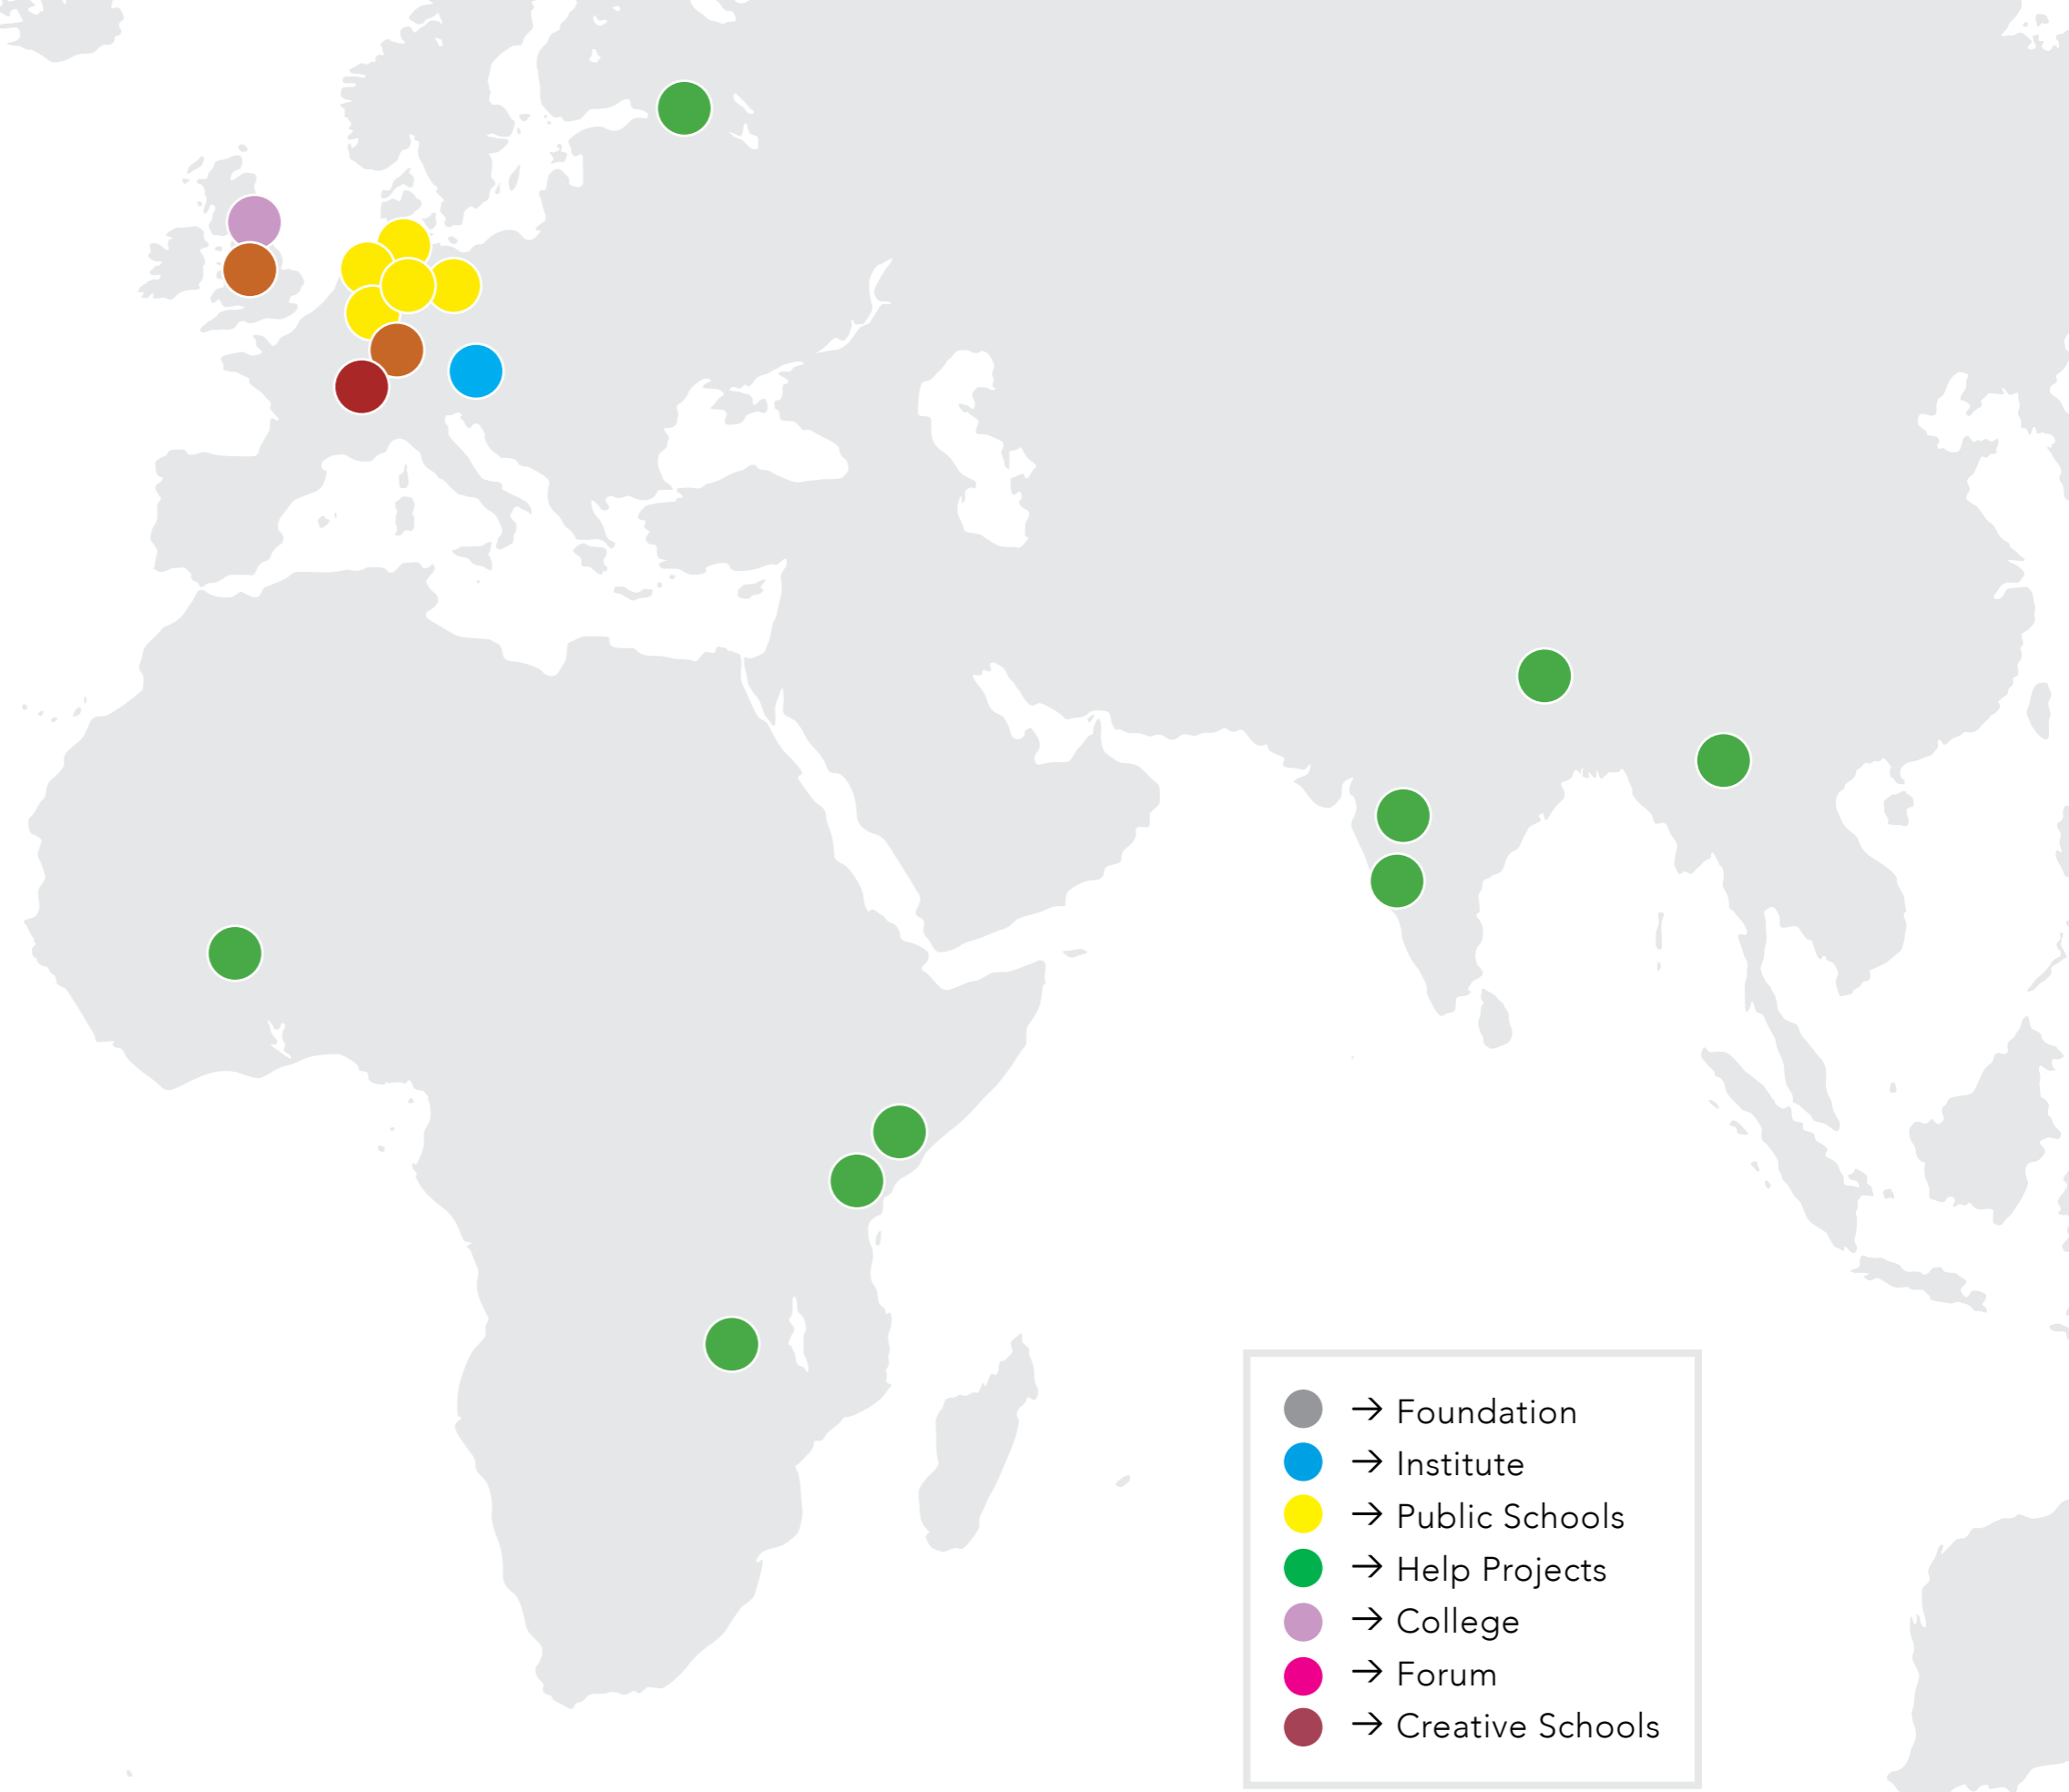 → Foundation
→ Institute
→ Public Schools
→ Help Projects
→ College
→ Forum
→ Creative Schools